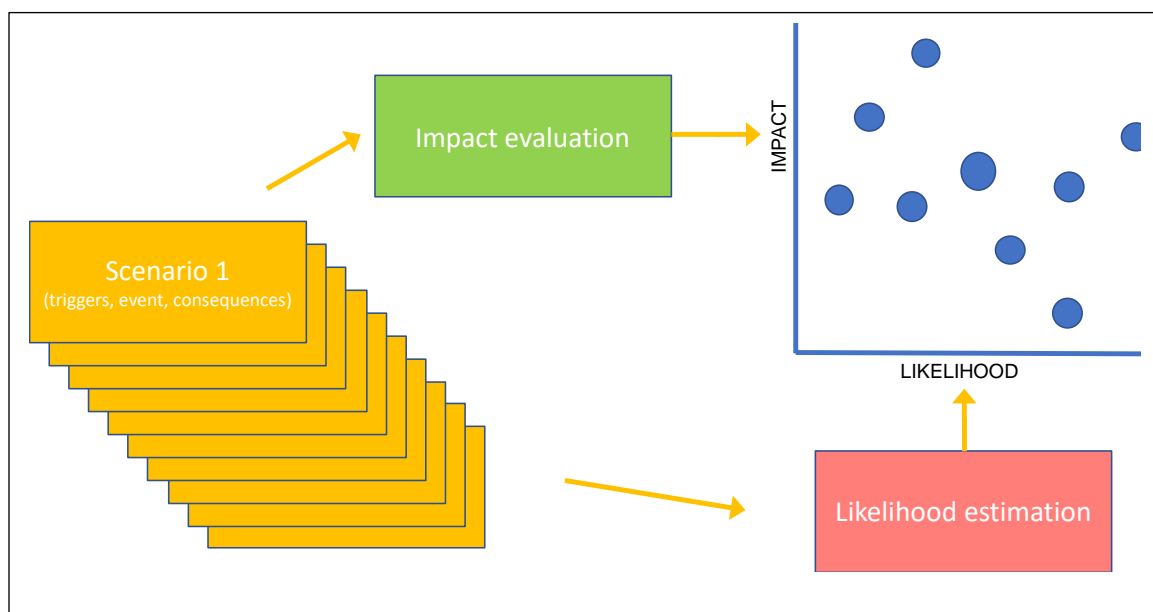 Impact evaluation
IMPACT
Scenario 1
(triggers, event, consequences)
LIKELIHOOD
Likelihood estimation